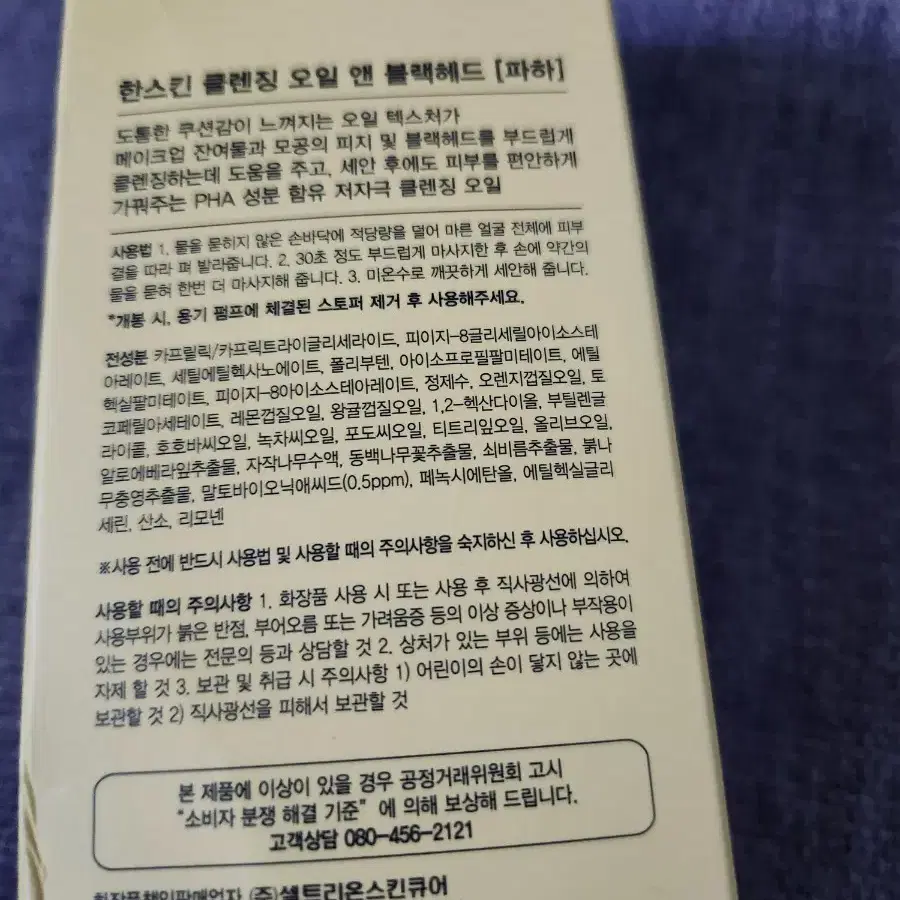 한스킨 클렌징 오일 앤 블랙헤드 [파하]
도톰한 쿠션감이 느껴지는 오일 텍스처가
메이크업 잔여물과 모공의 피지 및 블랙헤드를 부드럽게
클렌징하는데 도움을 주고, 세안 후에도 피부를 편안하게
가꿔주는 PHA 성분 함유 저자극 클렌징 오일
사용법 1. 물을 묻히지 않은 손바닥에 적당량을 덜어 마른 얼굴 전체에 피부
결을 따라 펴 발라줍니다. 2. 30초 정도 부드럽게 마사지한 후 손에 약간의
물을 묻혀 한번 더 마사지해 줍니다. 3. 미온수로 깨끗하게 세안해 줍니다.
*개봉 시, 용기 펌프에 체결된 스토퍼 제거 후 사용해주세요.
전성분 카프릴릭/카프릭트라이글리세라이드, 피이지-8글리세릴아이소스테
아레이트, 세틸에틸헥사노에이트, 폴리부텐, 아이소프로필팔미테이트, 에틸
헥실팔미테이트, 피이지-8아이소스테아레이트, 정제수, 오렌지껍질오일, 토
코페릴아세테이트, 레몬껍질오일, 왕귤껍질오일, 1,2-헥산다이올, 부틸렌글
라이콜, 호호바씨오일, 녹차씨오일, 포도씨오일, 티트리잎오일, 올리브오일,
알로에베라잎추출물, 자작나무수액, 동백나무꽃추출물, 쇠비름추출물, 붉나
무충영추출물, 말토바이오닉애씨드(0.5ppm), 페녹시에탄올, 에틸헥실글리
세린, 산소, 리모넨
※사용 전에 반드시 사용법 및 사용할 때의 주의사항을 숙지하신 후 사용하십시오.
사용할 때의 주의사항 1. 화장품 사용 시 또는 사용 후 직사광선에 의하여
사용부위가 붉은 반점, 부어오름 또는 가려움증 등의 이상 증상이나 부작용이
있는 경우에는 전문의 등과 상담할 것 2. 상처가 있는 부위 등에는 사용을
자제 할 것 3. 보관 및 취급 시 주의사항 1) 어린이의 손이 닿지 않는 곳에
보관할 것 2) 직사광선을 피해서 보관할 것
본 제품에 이상이 있을 경우 공정거래위원회 고시
"소비자 분쟁 해결 기준" 에 의해 보상해 드립니다.
고객상담 080-456-2121
화장품책임판매업자 (주)셀트리온스킨큐어